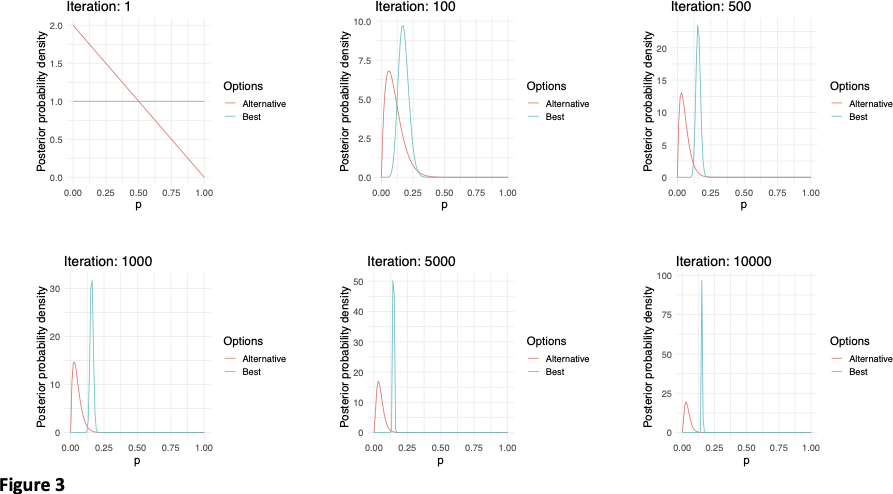 Iteration: 1
Posterior probability density
2.0
1.5
1.0
0.5
0.0
0.00 0.25 0.50 0.75 1.00
p
Options
Alternative
Best
Iteration: 100
Posterior probability density
10.0
7.5
5.0
2.5
0.0
0.00 0.25 0.50 0.75 1.00
p
Options
Alternative
Best
Iteration: 500
Posterior probability density
20
15
10
5
0
0.00 0.25 0.50 0.75 1.00
p
Options
Alternative
Best
Iteration: 1000
Posterior probability density
30
20
10
0
0.00 0.25 0.50 0.75 1.00
p
Options
Alternative
Best
Iteration: 5000
Posterior probability density
50
40
30
20
10
0
0.00 0.25 0.50 0.75 1.00
p
Options
Alternative
Best
Iteration: 10000
Posterior probability density
100
75
50
25
0
0.00 0.25 0.50 0.75 1.00
p
Options
Alternative
Best
Figure 3